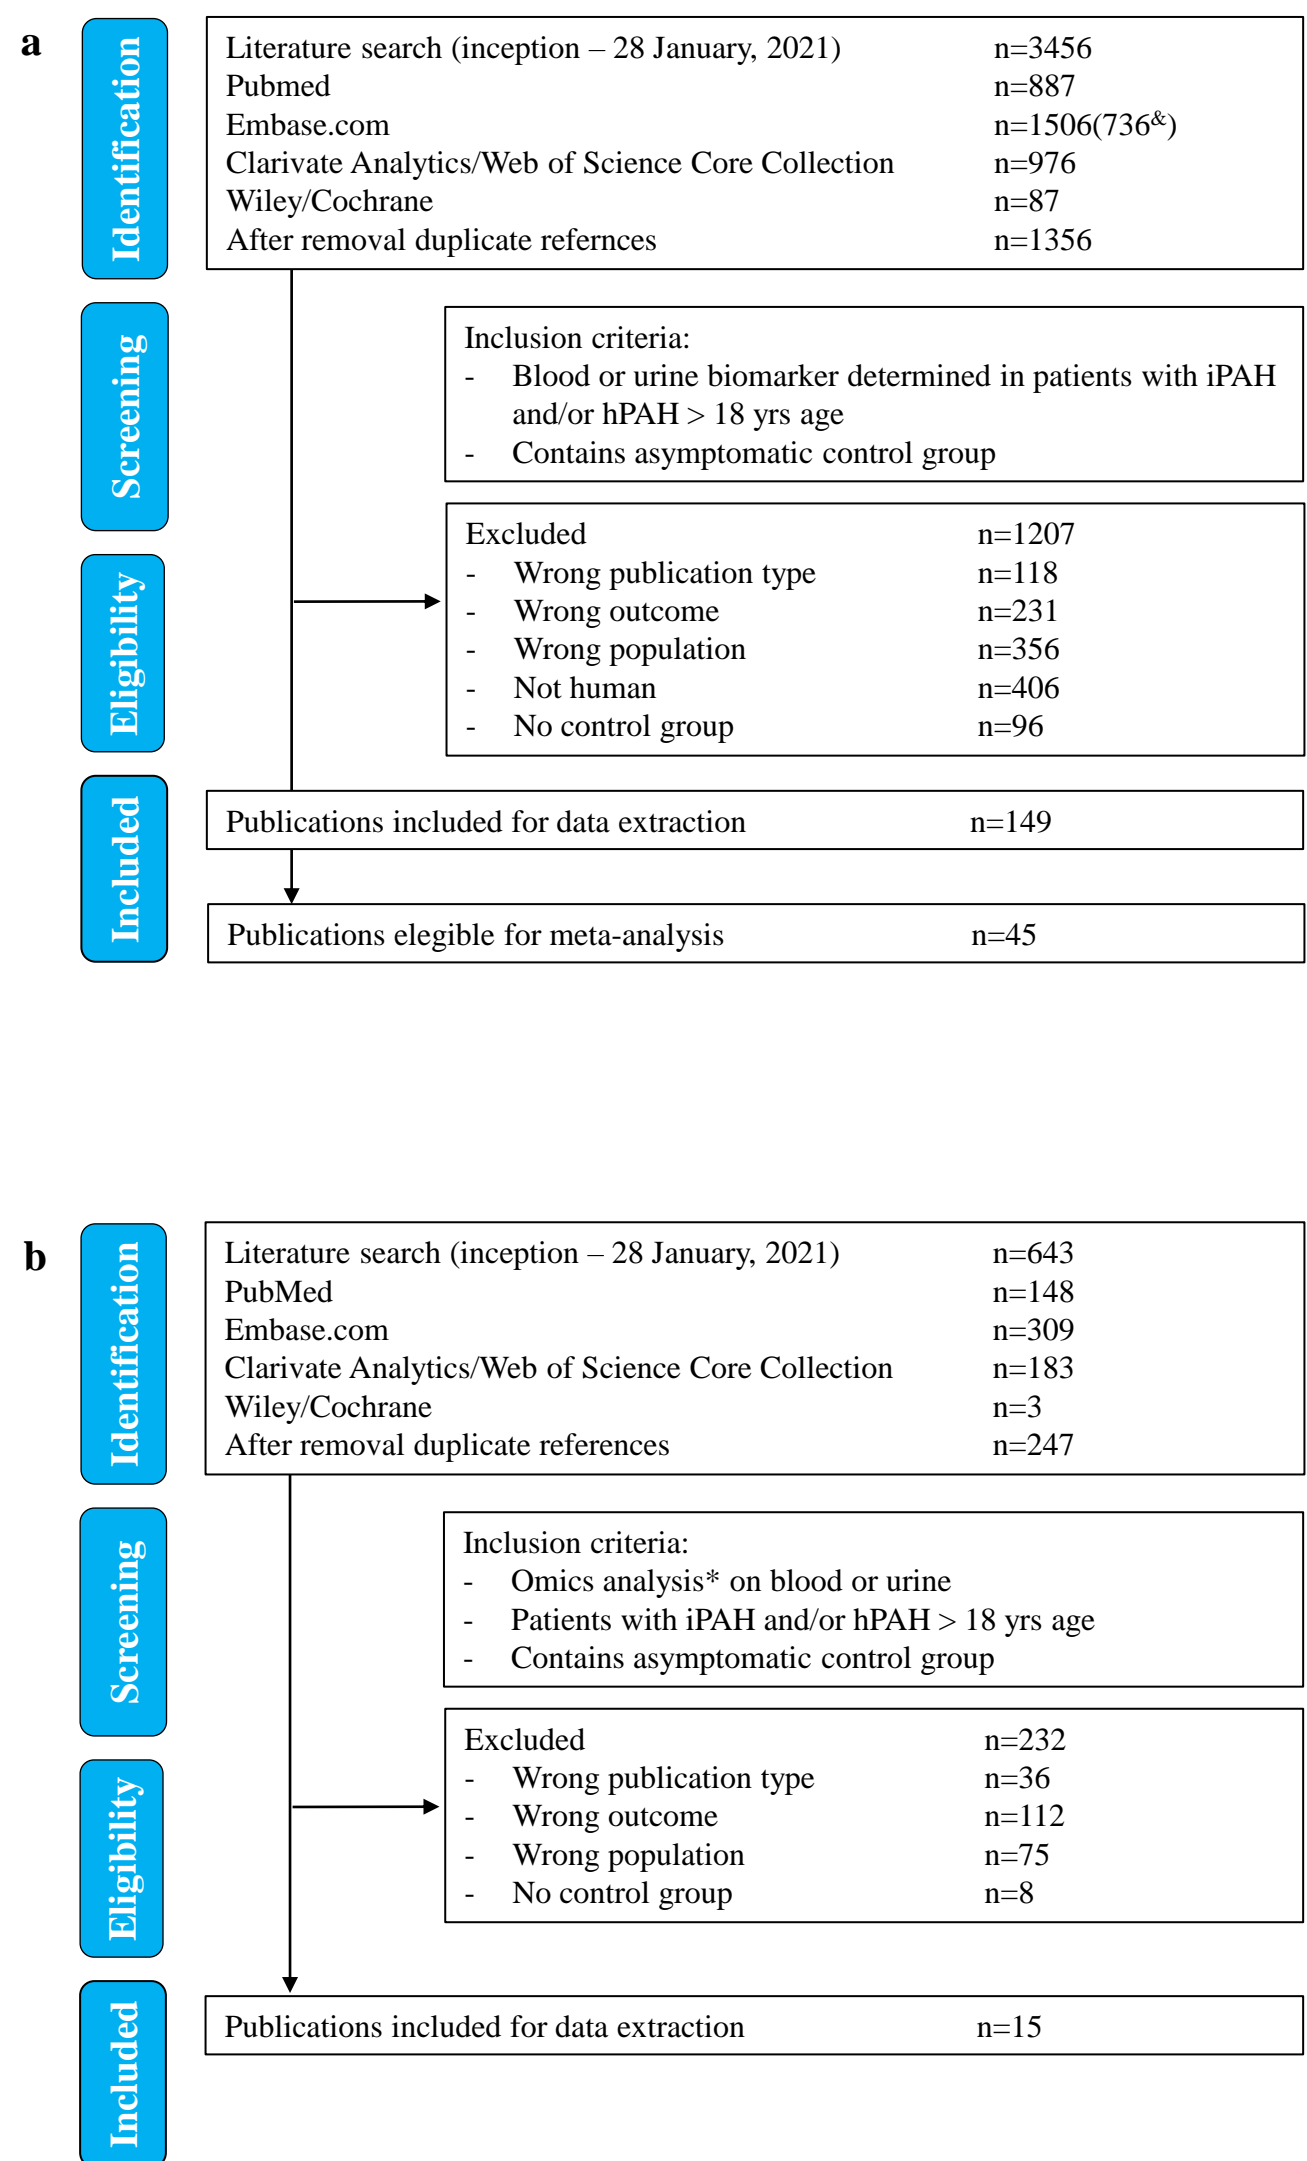 a
Identification
Literature search (inception – 28 January, 2021) n=3456
Pubmed n=887
Embase.com n=1506(736&)
Clarivate Analytics/Web of Science Core Collection n=976
Wiley/Cochrane n=87
After removal duplicate refernces n=1356
Screening
Inclusion criteria:
- Blood or urine biomarker determined in patients with iPAH
and/or hPAH > 18 yrs age
- Contains asymptomatic control group
Eligibility
Excluded n=1207
- Wrong publication type n=118
- Wrong outcome n=231
- Wrong population n=356
- Not human n=406
- No control group n=96
Included
Publications included for data extraction n=149
Publications elegible for meta-analysis n=45
b
Identification
Literature search (inception – 28 January, 2021) n=643
PubMed n=148
Embase.com n=309
Clarivate Analytics/Web of Science Core Collection n=183
Wiley/Cochrane n=3
After removal duplicate references n=247
Screening
Inclusion criteria:
- Omics analysis* on blood or urine
- Patients with iPAH and/or hPAH > 18 yrs age
- Contains asymptomatic control group
Eligibility
Excluded n=232
- Wrong publication type n=36
- Wrong outcome n=112
- Wrong population n=75
- No control group n=8
Included
Publications included for data extraction n=15